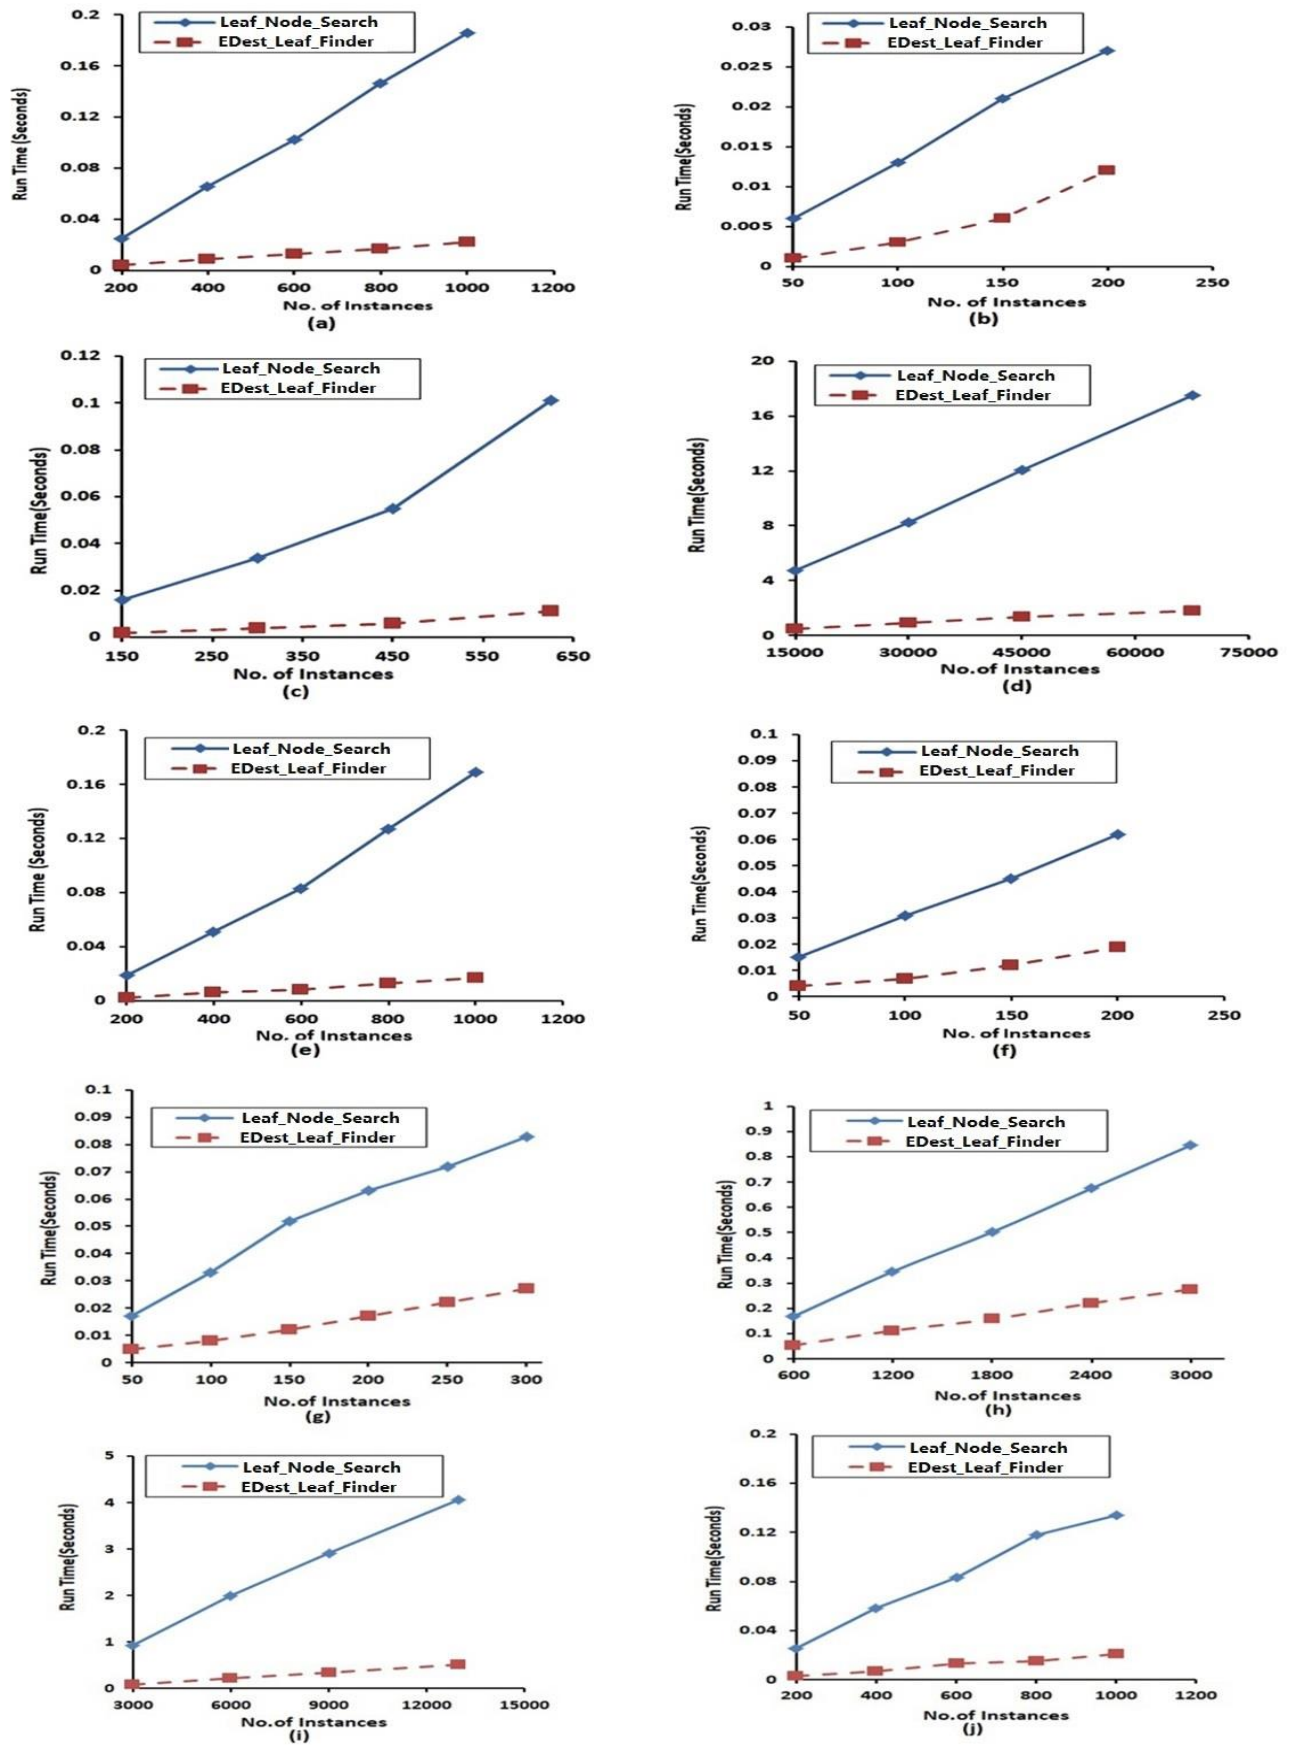 0.2
0.16
0.12
0.08
0.04
0
Run Time (Seconds)
Leaf_Node_Search
EDest_Leaf_Finder
200 400 600 800 1000 1200
No. of Instances
(a)
0.03
0.025
0.02
0.015
0.01
0.005
0
Run Time(Seconds)
Leaf_Node_Search
EDest_Leaf_Finder
50 100 150 200 250
No. of Instances
(b)
0.12
0.1
0.08
0.06
0.04
0.02
0
Run Time(Seconds)
Leaf_Node_Search
EDest_Leaf_Finder
150 250 350 450 550 650
No. of Instances
(c)
20
16
12
8
4
0
Run Time(Seconds)
Leaf_Node_Search
EDest_Leaf_Finder
15000 30000 45000 60000 75000
No.of Instances
(d)
0.2
0.16
0.12
0.08
0.04
0
Run Time (Seconds)
Leaf_Node_Search
EDest_Leaf_Finder
200 400 600 800 1000 1200
No. of Instances
(e)
0.1
0.09
0.08
0.07
0.06
0.05
0.04
0.03
0.02
0.01
0
Run Time(Seconds)
Leaf_Node_Search
EDest_Leaf_Finder
50 100 150 200 250
No. of Instances
(f)
0.1
0.09
0.08
0.07
0.06
0.05
0.04
0.03
0.02
0.01
0
Run Time(Seconds)
Leaf_Node_Search
EDest_Leaf_Finder
50 100 150 200 250 300
No.of Instances
(g)
1
0.9
0.8
0.7
0.6
0.5
0.4
0.3
0.2
0.1
0
Run Time(Seconds)
Leaf_Node_Search
EDest_Leaf_Finder
600 1200 1800 2400 3000
No.of Instances
(h)
5
4
3
2
1
0
Run Time(Seconds)
Leaf_Node_Search
EDest_Leaf_Finder
3000 6000 9000 12000 15000
No.of Instances
(i)
0.2
0.16
0.12
0.08
0.04
0
Run Time(Seconds)
Leaf_Node_Search
EDest_Leaf_Finder
200 400 600 800 1000 1200
No.of Instances
(j)